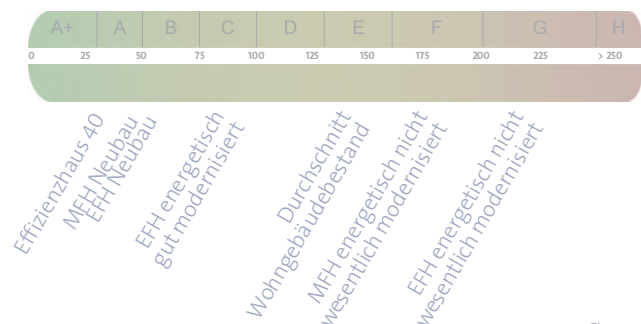 A+ A B C D E F G H
0 25 50 75 100 125 150 175 200 225 > 250
Effizienzhaus 40
MFH Neubau
EFH Neubau
EFH energetisch
gut modernisiert
Durchschnitt
Wohngebäudebestand
MFH energetisch nicht
wesentlich modernisiert
EFH energetisch nicht
wesentlich modernisiert